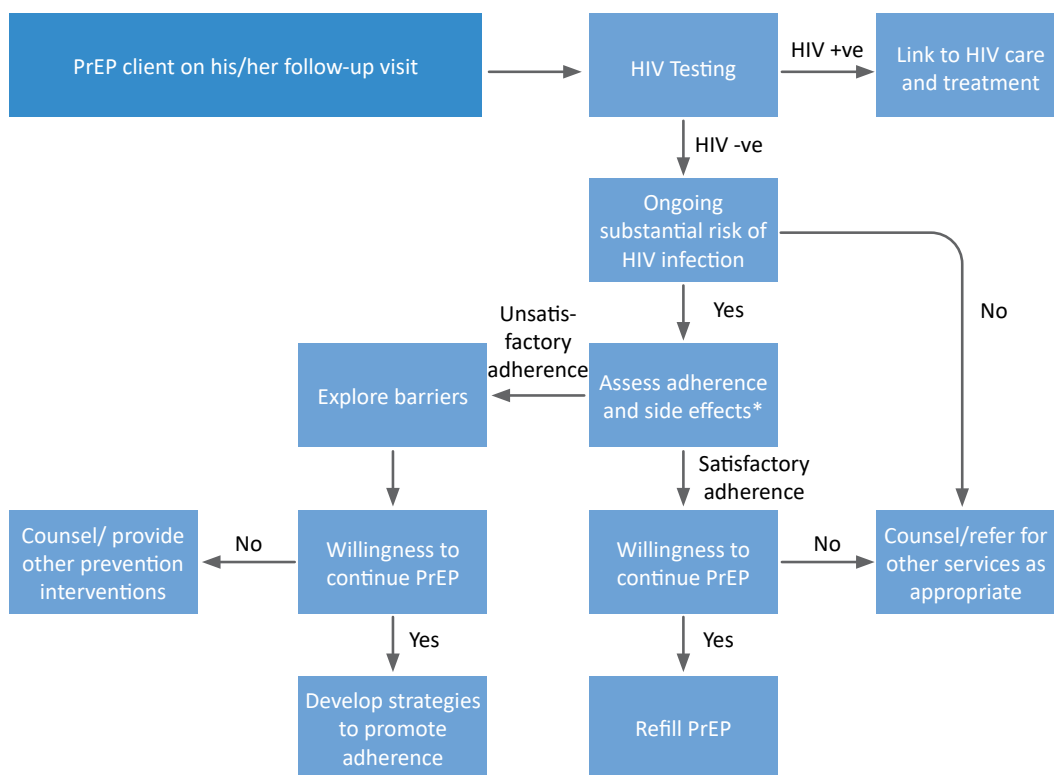 PrEP client on his/her follow-up visit
HIV Testing
HIV +ve
Link to HIV care
and treatment
HIV -ve
Ongoing
substantial risk of
HIV infection
No
Yes
Unsatis-
factory
adherence
Explore barriers
Assess adherence
and side effects*
Satisfactory
adherence
Counsel/ provide
other prevention
interventions
No
Willingness to
continue PrEP
Willingness to
continue PrEP
No
Counsel/refer for
other services as
appropriate
Yes
Yes
Develop strategies
to promote
adherence
Refill PrEP